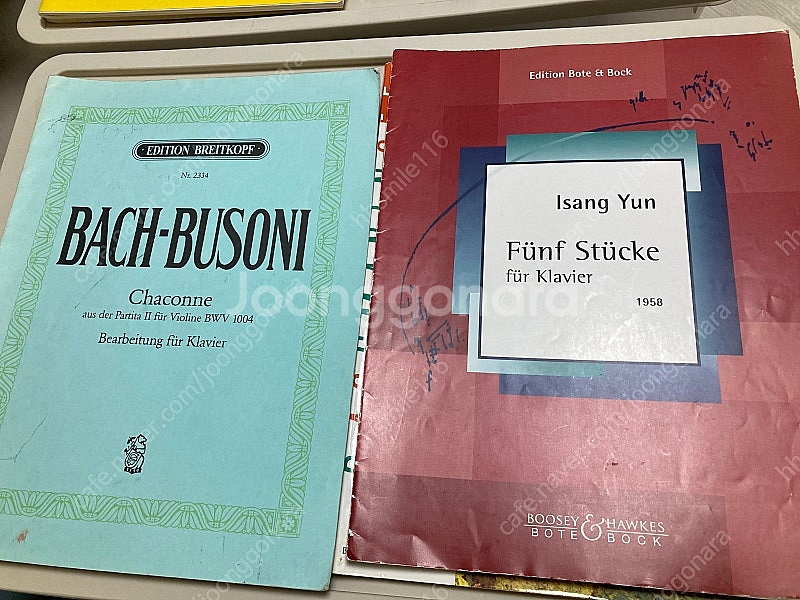 EDITION BREITKOPF
Nr. 2334
BACH-BUSONI
Chaconne
aus der Partita II für Violine BWV 1004
Bearbeitung für Klavier
Edition Bote & Bock
Isang Yun
Fünf Stücke
für Klavier
1958
BOOSEY & HAWKES
BOTE & BOCK
Joonggonara